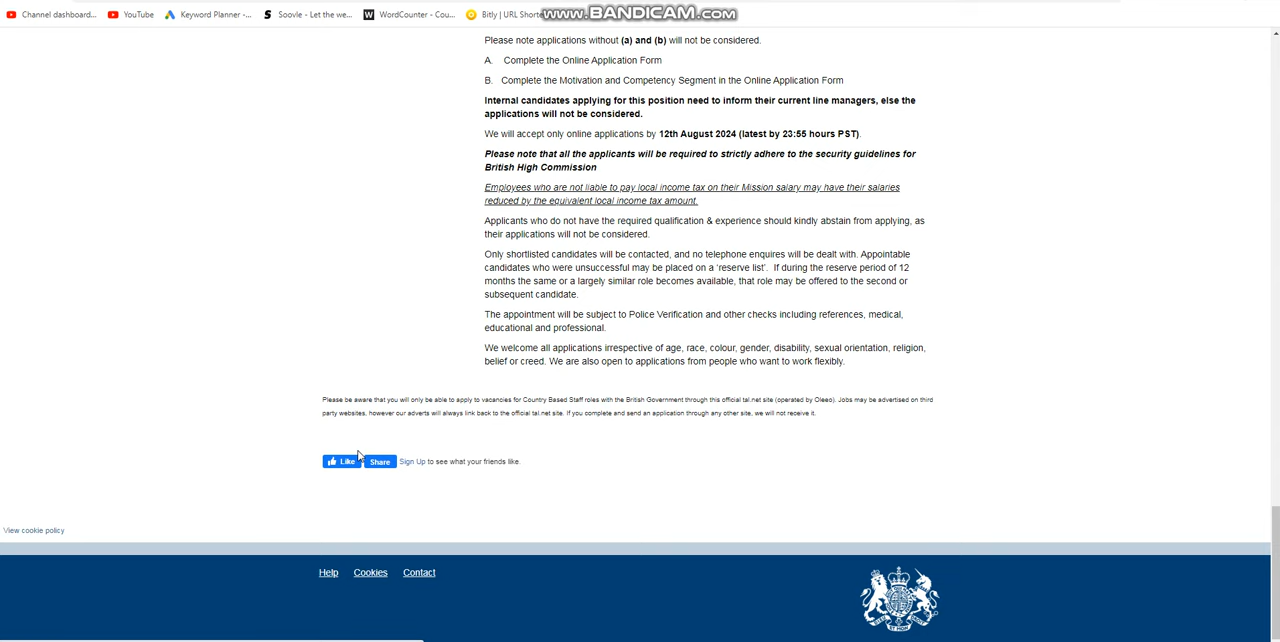 Channel dashboard...
YouTube
Keyword Planner -...
Soovle - Let the we...
WordCounter - Cou...
Bitly | URL Shorte
WWW.BANDICAM.COM
Please note applications without (a) and (b) will not be considered.
A. Complete the Online Application Form
B. Complete the Motivation and Competency Segment in the Online Application Form
Internal candidates applying for this position need to inform their current line managers, else the
applications will not be considered.
We will accept only online applications by 12th August 2024 (latest by 23:55 hours PST).
Please note that all the applicants will be required to strictly adhere to the security guidelines for
British High Commission
Employees who are not liable to pay local income tax on their Mission salary may have their salaries
reduced by the equivalent local income tax amount.
Applicants who do not have the required qualification & experience should kindly abstain from applying, as
their applications will not be considered.
Only shortlisted candidates will be contacted, and no telephone enquires will be dealt with. Appointable
candidates who were unsuccessful may be placed on a 'reserve list'. If during the reserve period of 12
months the same or a largely similar role becomes available, that role may be offered to the second or
subsequent candidate.
The appointment will be subject to Police Verification and other checks including references, medical,
educational and professional.
We welcome all applications irrespective of age, race, colour, gender, disability, sexual orientation, religion,
belief or creed. We are also open to applications from people who want to work flexibly.
Please be aware that you will only be able to apply to vacancies for Country Based Staff roles with the British Government through this official tal.net site (operated by Oleeo). Jobs may be advertised on third
party websites, however our adverts will always link back to the official tal.net site. If you complete and send an application through any other site, we will not receive it.
Like Share Sign Up to see what your friends like.
View cookie policy
Help Cookies Contact